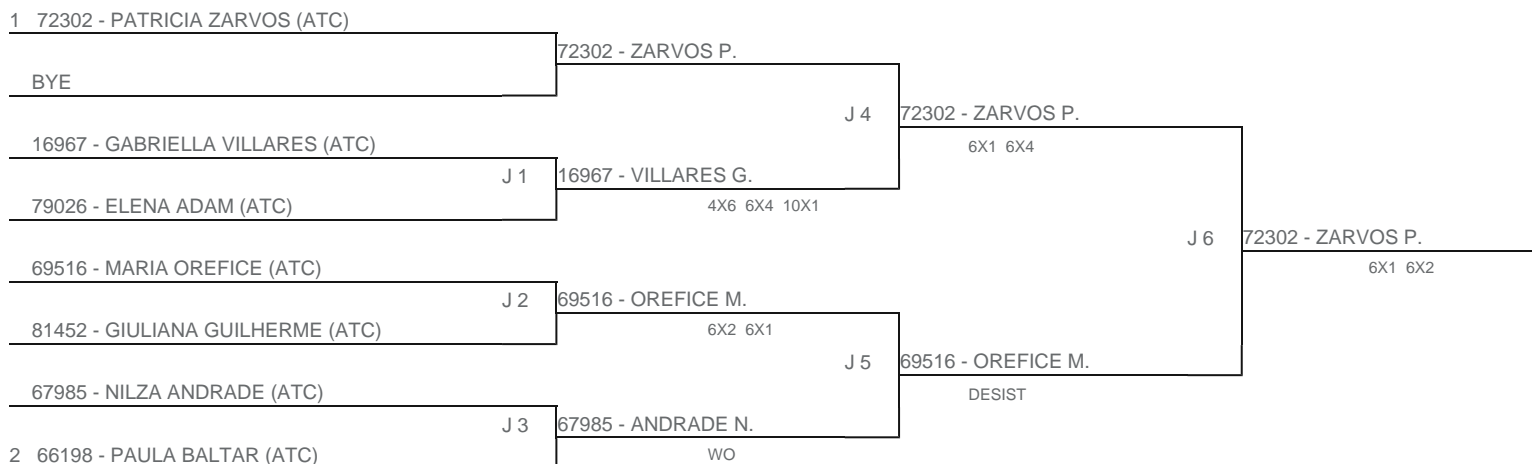 1 72302 - PATRICIA ZARVOS (ATC)
72302 - ZARVOS P.
BYE
J 4 72302 - ZARVOS P.
6X1 6X4
16967 - GABRIELLA VILLARES (ATC)
J 1 16967 - VILLARES G.
4X6 6X4 10X1
79026 - ELENA ADAM (ATC)
J 6 72302 - ZARVOS P.
6X1 6X2
69516 - MARIA OREFICE (ATC)
J 2 69516 - OREFICE M.
6X2 6X1
81452 - GIULIANA GUILHERME (ATC)
J 5 69516 - OREFICE M.
DESIST
67985 - NILZA ANDRADE (ATC)
J 3 67985 - ANDRADE N.
WO
2 66198 - PAULA BALTAR (ATC)